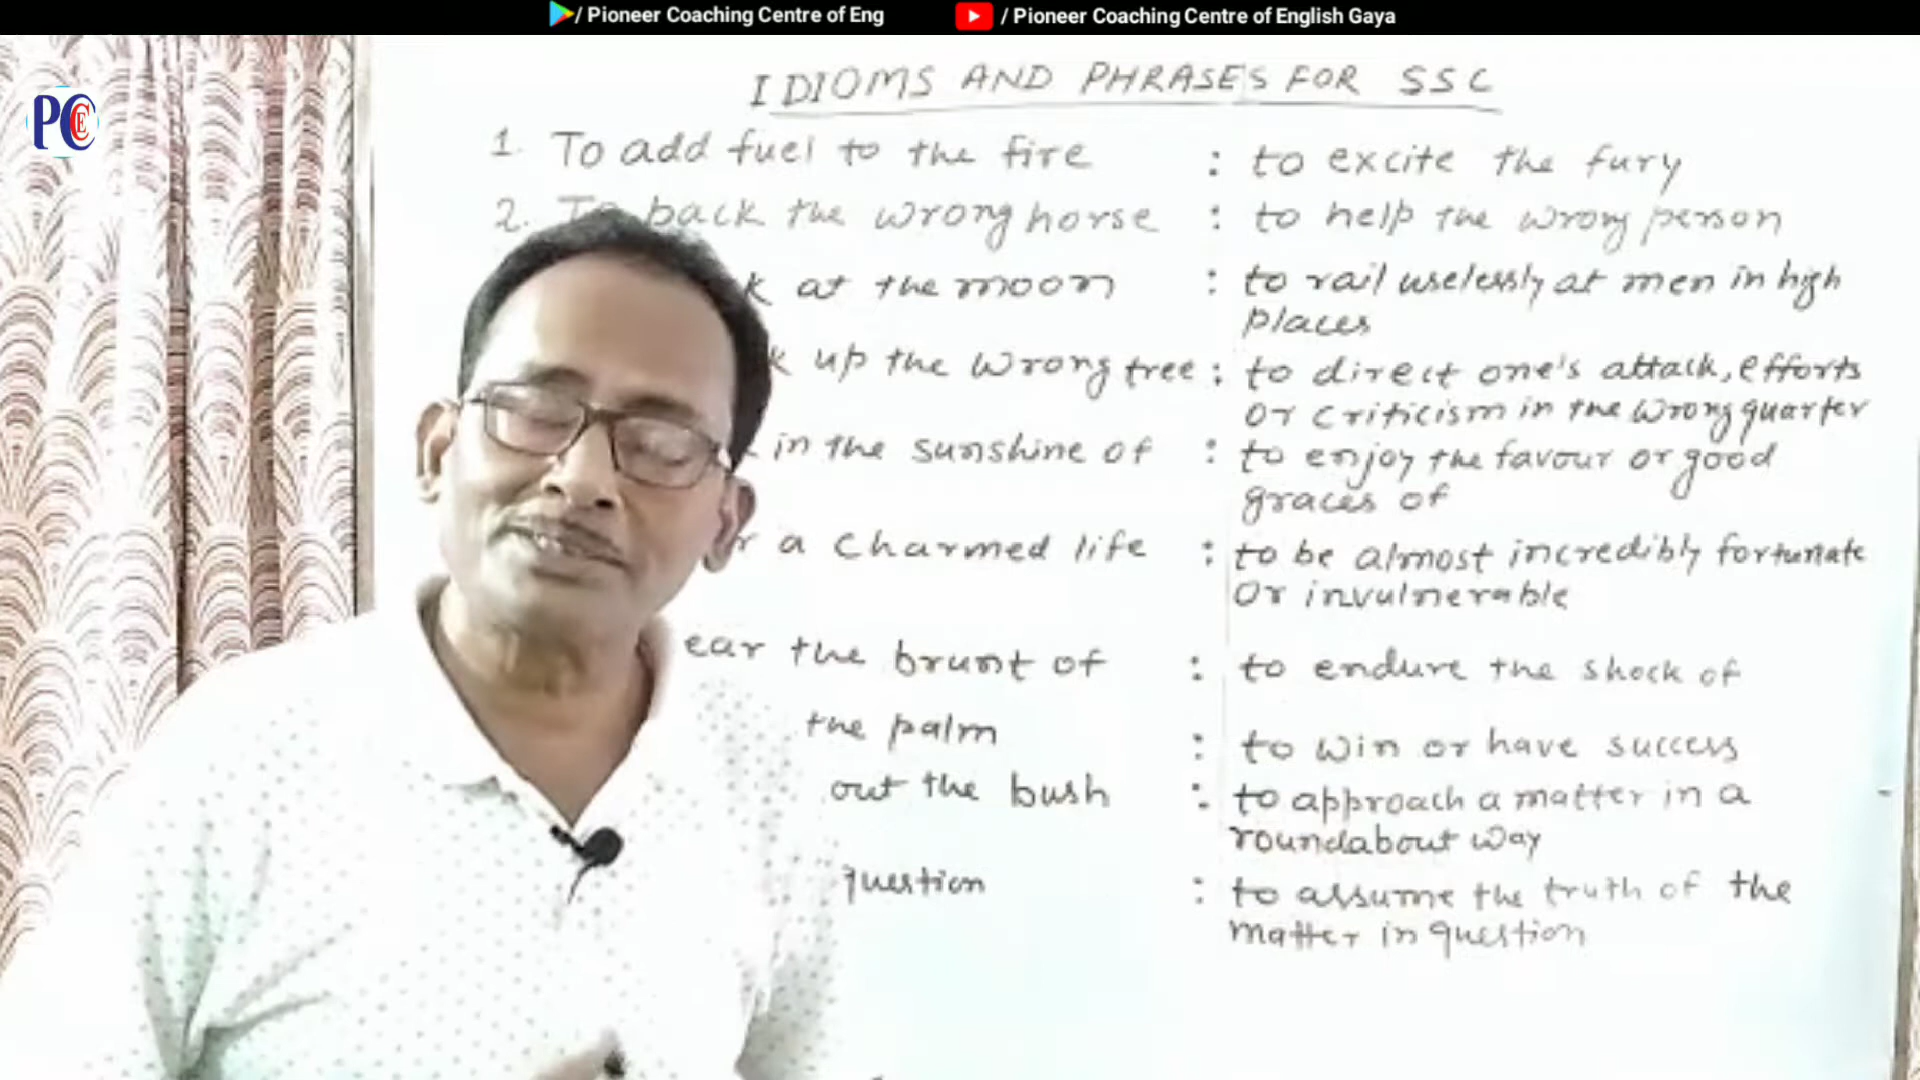 / Pioneer Coaching Centre of Eng / Pioneer Coaching Centre of English Gaya
PCCE
IDIOMS AND PHRASES FOR SSC
1. To add fuel to the fire : to excite the fury
2. To back the wrong horse : to help the wrong person
k at the moon : to rail uselessly at men in high
places
k up the wrong tree : to direct one's attack, efforts
or criticism in the wrong quarter
in the sunshine of : to enjoy the favour or good
graces of
r a charmed life : to be almost incredibly fortunate
or invulnerable
ear the brunt of : to endure the shock of
the palm : to win or have success
out the bush : to approach a matter in a
roundabout way
question : to assume the truth of the
matter in question